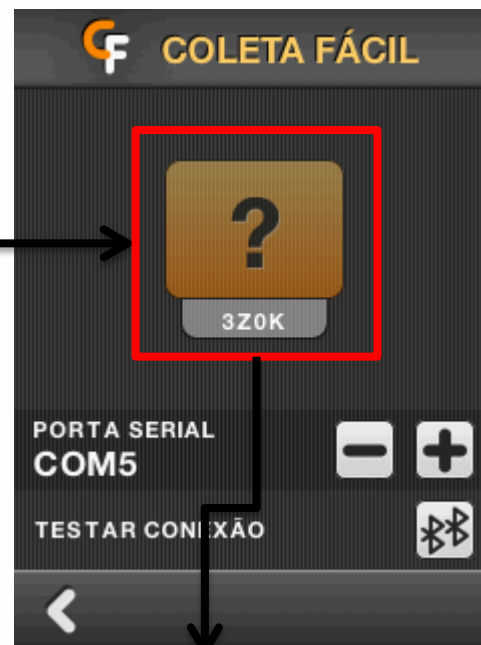 CF COLETA FÁCIL
?
3Z0K
PORTA SERIAL
COM5
TESTAR CONEXÃO